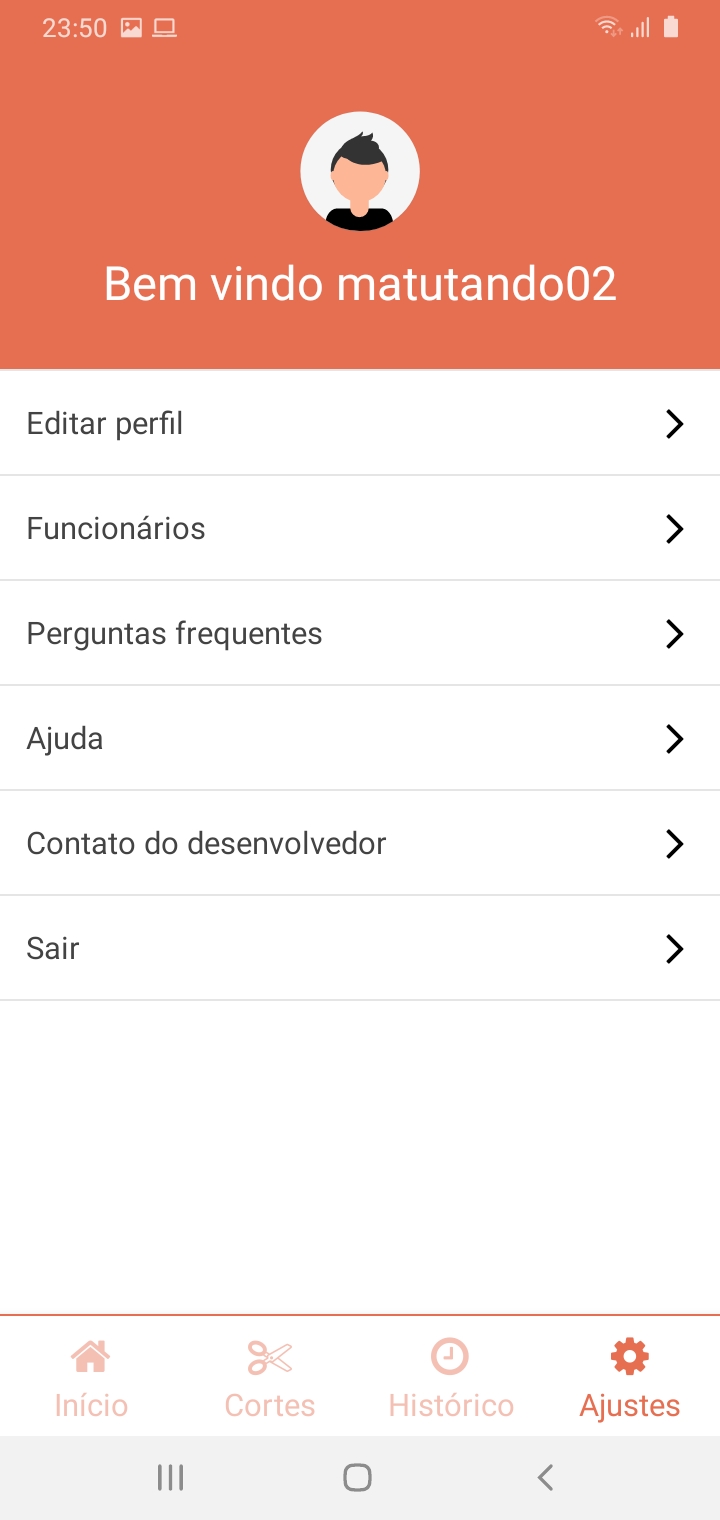 23:50
Bem vindo matutando02
Editar perfil
Funcionários
Perguntas frequentes
Ajuda
Contato do desenvolvedor
Sair
Início
Cortes
Histórico
Ajustes